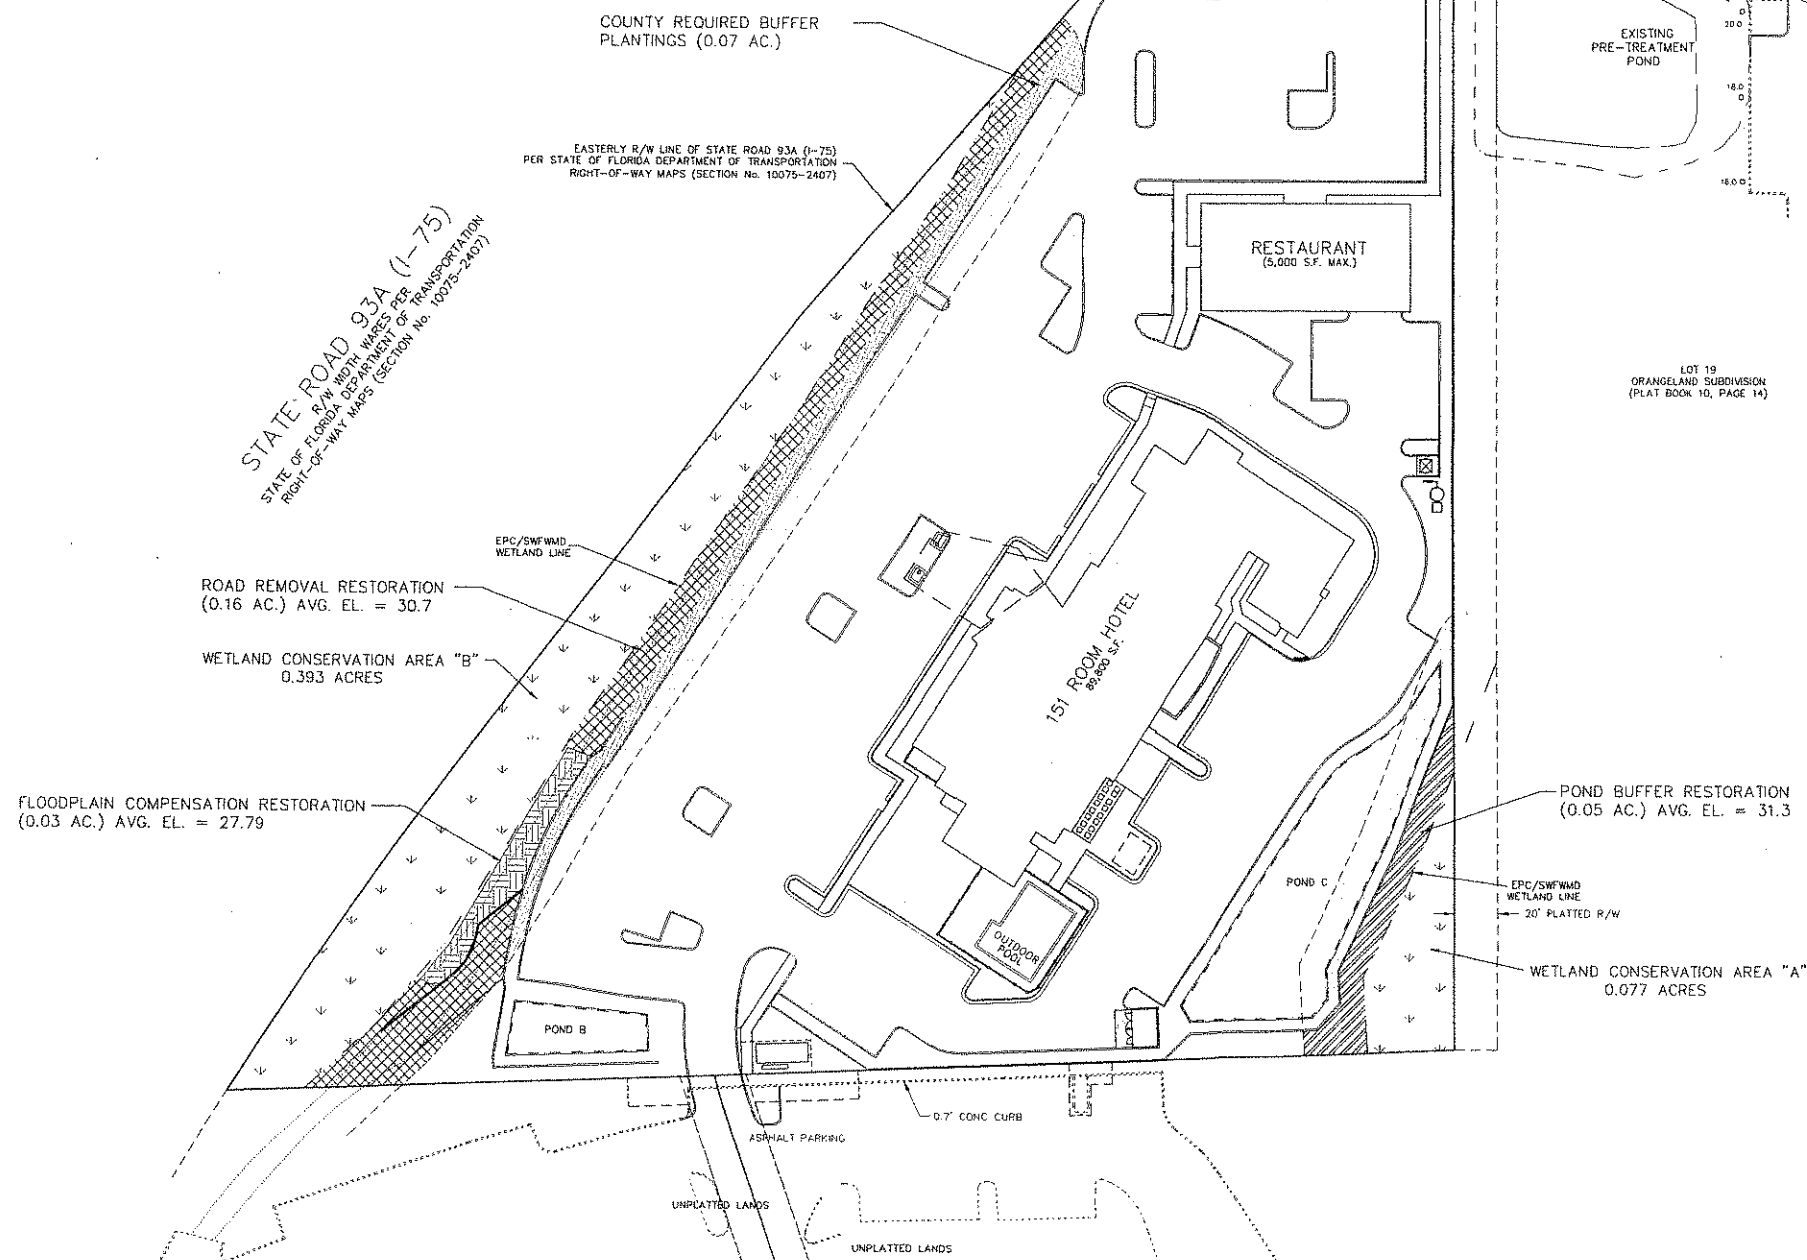 COUNTY REQUIRED BUFFER
PLANTINGS (0.07 AC.)
EXISTING
PRE-TREATMENT
POND
20.0
18.0
16.0
EASTERLY R/W LINE OF STATE ROAD 93A (I-75)
PER STATE OF FLORIDA DEPARTMENT OF TRANSPORTATION
RIGHT-OF-WAY MAPS (SECTION No. 10075-2407)
STATE ROAD 93A (I-75)
R/W WIDTH VARIES PER
STATE OF FLORIDA DEPARTMENT OF TRANSPORTATION
RIGHT-OF-WAY MAPS (SECTION No. 10075-2407)
RESTAURANT
(5,000 S.F. MAX.)
LOT 19
ORANGELAND SUBDIVISION
(PLAT BOOK 10, PAGE 14)
EPC/SWFWMD
WETLAND LINE
ROAD REMOVAL RESTORATION
(0.16 AC.) AVG. EL. = 30.7
WETLAND CONSERVATION AREA "B"
0.393 ACRES
151 ROOM HOTEL
89,800 S.F.
FLOODPLAIN COMPENSATION RESTORATION
(0.03 AC.) AVG. EL. = 27.79
POND BUFFER RESTORATION
(0.05 AC.) AVG. EL. = 31.3
POND C
EPC/SWFWMD
WETLAND LINE
20' PLATTED R/W
OUTDOOR
POOL
WETLAND CONSERVATION AREA "A"
0.077 ACRES
POND B
0.7' CONC CURB
ASPHALT PARKING
UNPLATTED LANDS
UNPLATTED LANDS